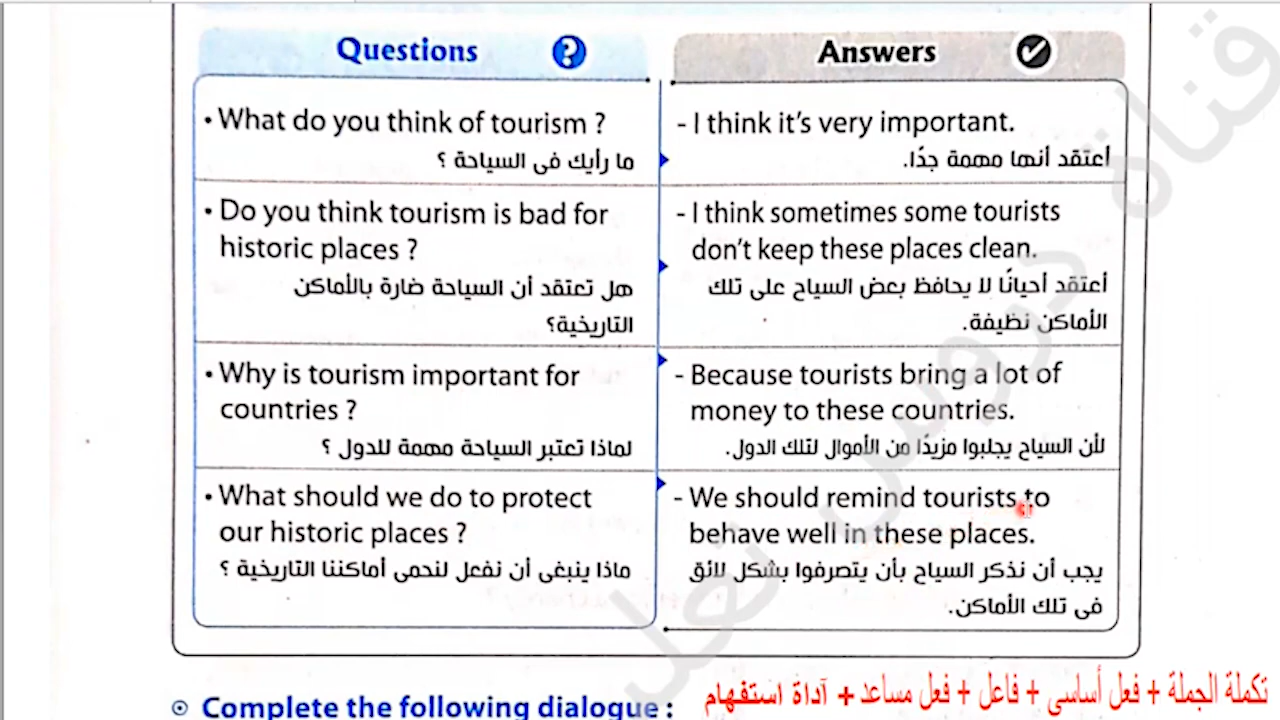 Questions
Answers
• What do you think of tourism ?
ما رأيك فى السياحة ؟
- I think it's very important.
أعتقد أنها مهمة جدًا.
• Do you think tourism is bad for
historic places ?
هل تعتقد أن السياحة ضارة بالأماكن
التاريخية؟
- I think sometimes some tourists
don't keep these places clean.
أعتقد أحيانًا لا يحافظ بعض السياح على تلك
الأماكن نظيفة.
• Why is tourism important for
countries ?
لماذا تعتبر السياحة مهمة للدول ؟
- Because tourists bring a lot of
money to these countries.
لأن السياح يجلبوا مزيدًا من الأموال لتلك الدول.
• What should we do to protect
our historic places ?
ماذا ينبغى أن نفعل لنحمى أماكننا التاريخية ؟
- We should remind tourists to
behave well in these places.
يجب أن نذكر السياح بأن يتصرفوا بشكل لائق
فى تلك الأماكن.
Complete the following dialogue :
تكملة الجملة + فعل أساسى + فاعل + فعل مساعد + آداة استفهام
قناة دروس